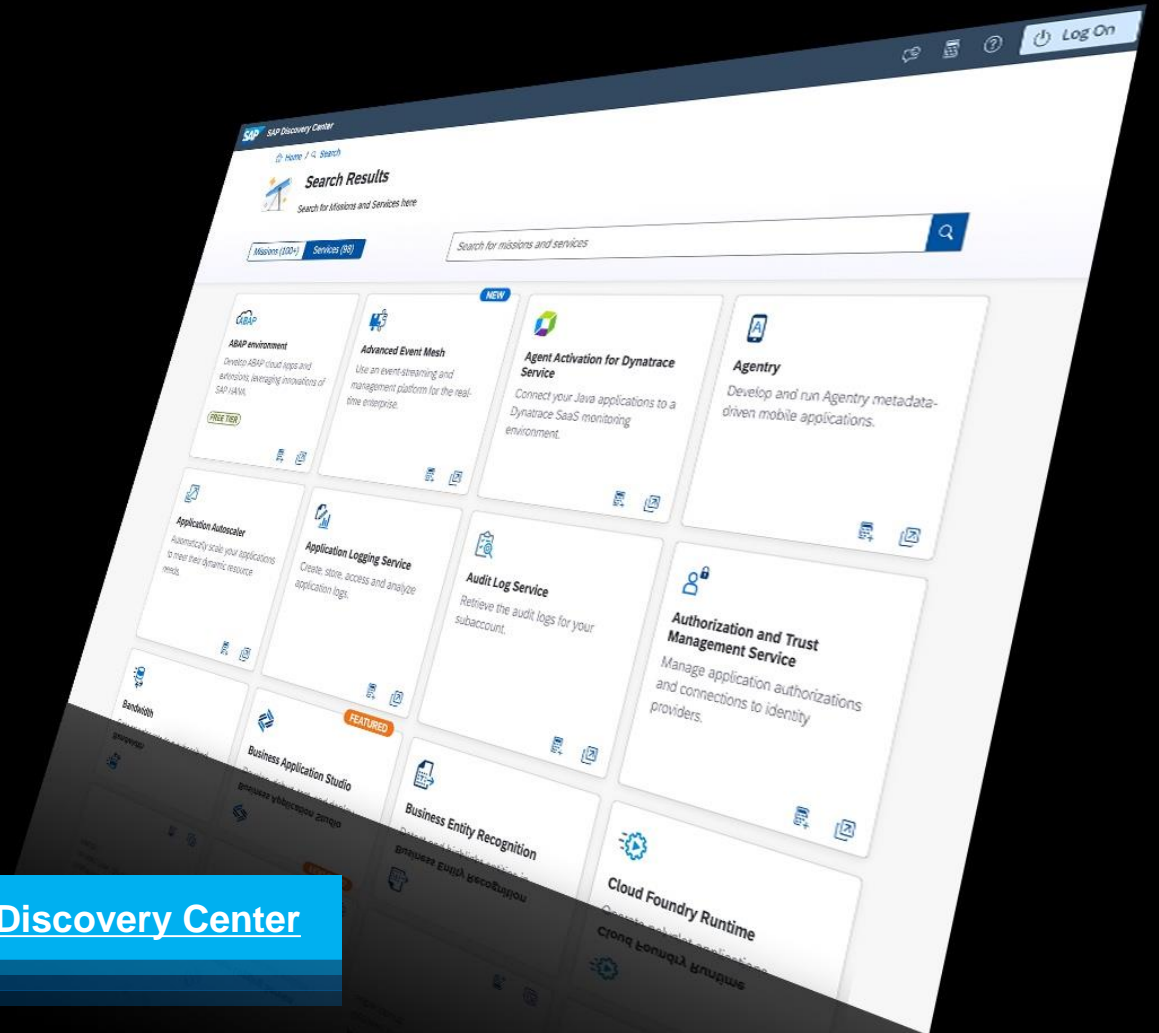 Log On
SAP SAP Discovery Center
Home / Search
Search Results
Search for Missions and Services here
Missions (100+) Services (98)
Search for missions and services
ABAP
ABAP environment
Develop ABAP cloud apps and
extensions, leveraging innovations of
SAP HANA.
FREE TIER
NEW
Advanced Event Mesh
Use an event-streaming and
management platform for the real-
time enterprise.
Agent Activation for Dynatrace
Service
Connect your Java applications to a
Dynatrace SaaS monitoring
environment.
A
Agentry
Develop and run Agentry metadata-
driven mobile applications.
Application Autoscaler
Automatically scale your applications
to meet their dynamic resource
needs.
Application Logging Service
Create, store, access and analyze
application logs.
Audit Log Service
Retrieve the audit logs for your
subaccount.
Authorization and Trust
Management Service
Manage application authorizations
and connections to identity
providers.
Bandwidth
FEATURED
Business Application Studio
Business Entity Recognition
Cloud Foundry Runtime
Discovery Center